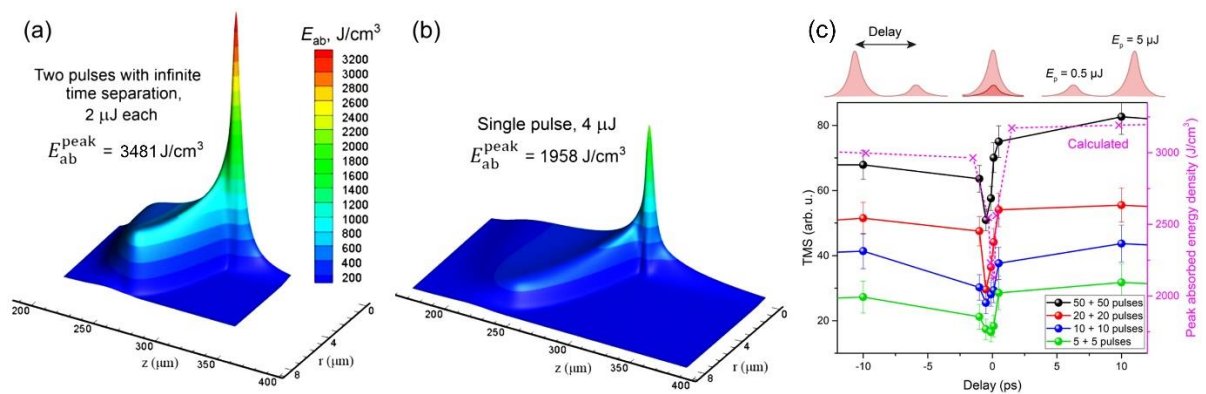 (a)
Two pulses with infinite
time separation,
2 µJ each
E_ab^peak = 3481 J/cm³
E_ab, J/cm³
3200
3000
2800
2600
2400
2200
2000
1800
1600
1400
1200
1000
800
600
400
200
200
250
300
350
400
z (µm)
0
4
8
r (µm)
(b)
Single pulse, 4 µJ
E_ab^peak = 1958 J/cm³
200
250
300
350
400
z (µm)
0
4
8
r (µm)
(c)
Delay
E_p = 0.5 µJ
E_p = 5 µJ
TMS (arb. u.)
80
60
40
20
Calculated
3000
2500
2000
Peak absorbed energy density (J/cm³)
50 + 50 pulses
20 + 20 pulses
10 + 10 pulses
5 + 5 pulses
-10
-5
0
5
10
Delay (ps)